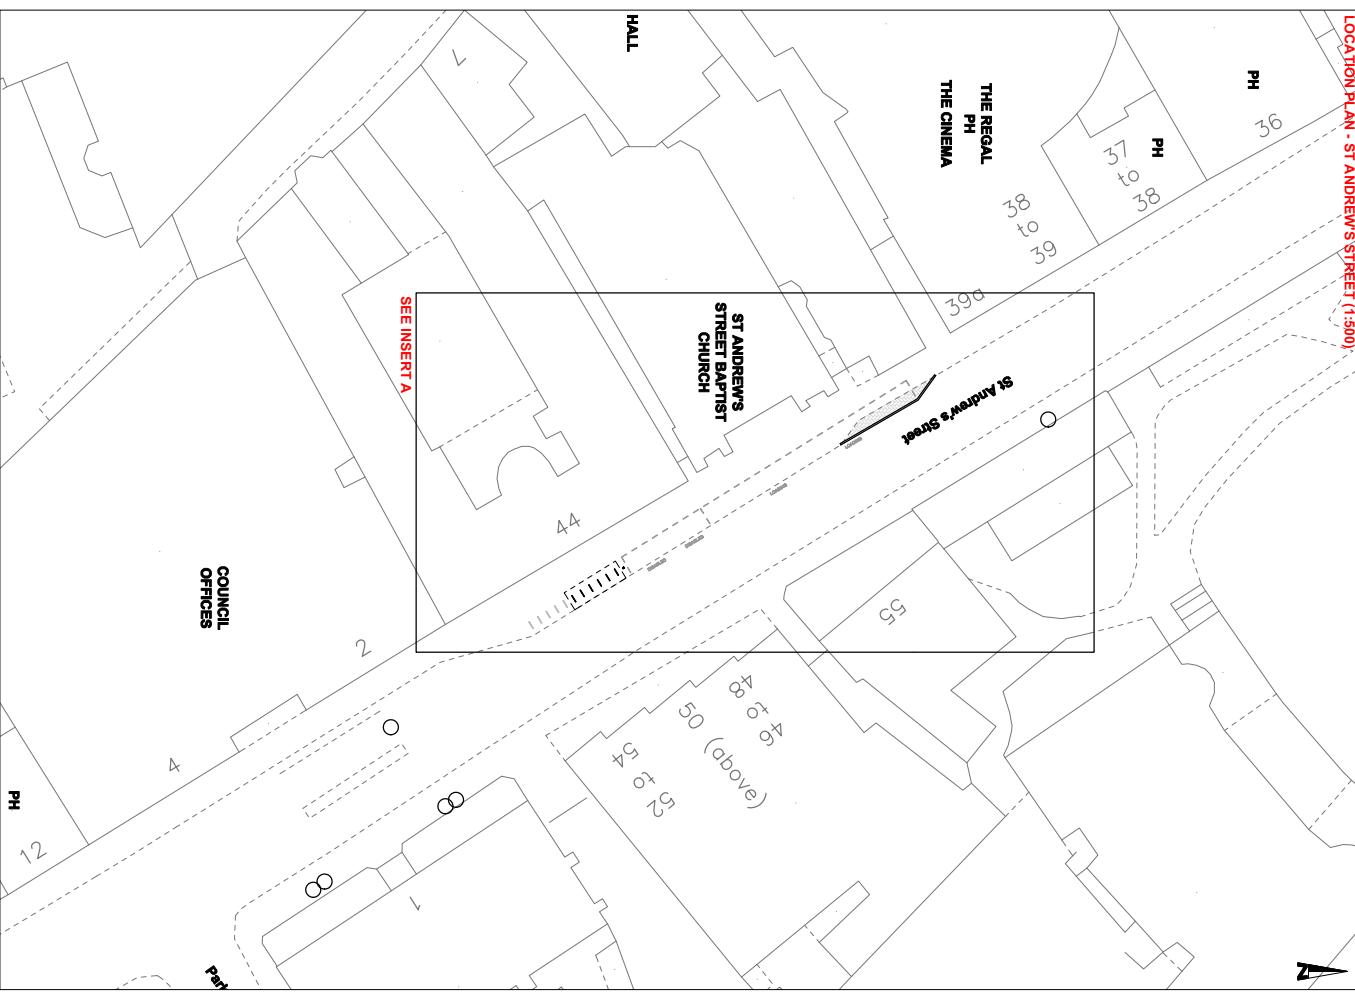 LOCATION PLAN - ST ANDREW'S STREET (1:500)
HALL
7
THE REGAL
PH
THE CINEMA
PH
PH
36
37
to
38
38
to
39
39a
SEE INSERT A
ST ANDREW'S
STREET BAPTIST
CHURCH
St Andrew's Street
44
COUNCIL
OFFICES
2
4
PH
12
55
48 to 46
50 (above)
54 to 52
1
Park
N